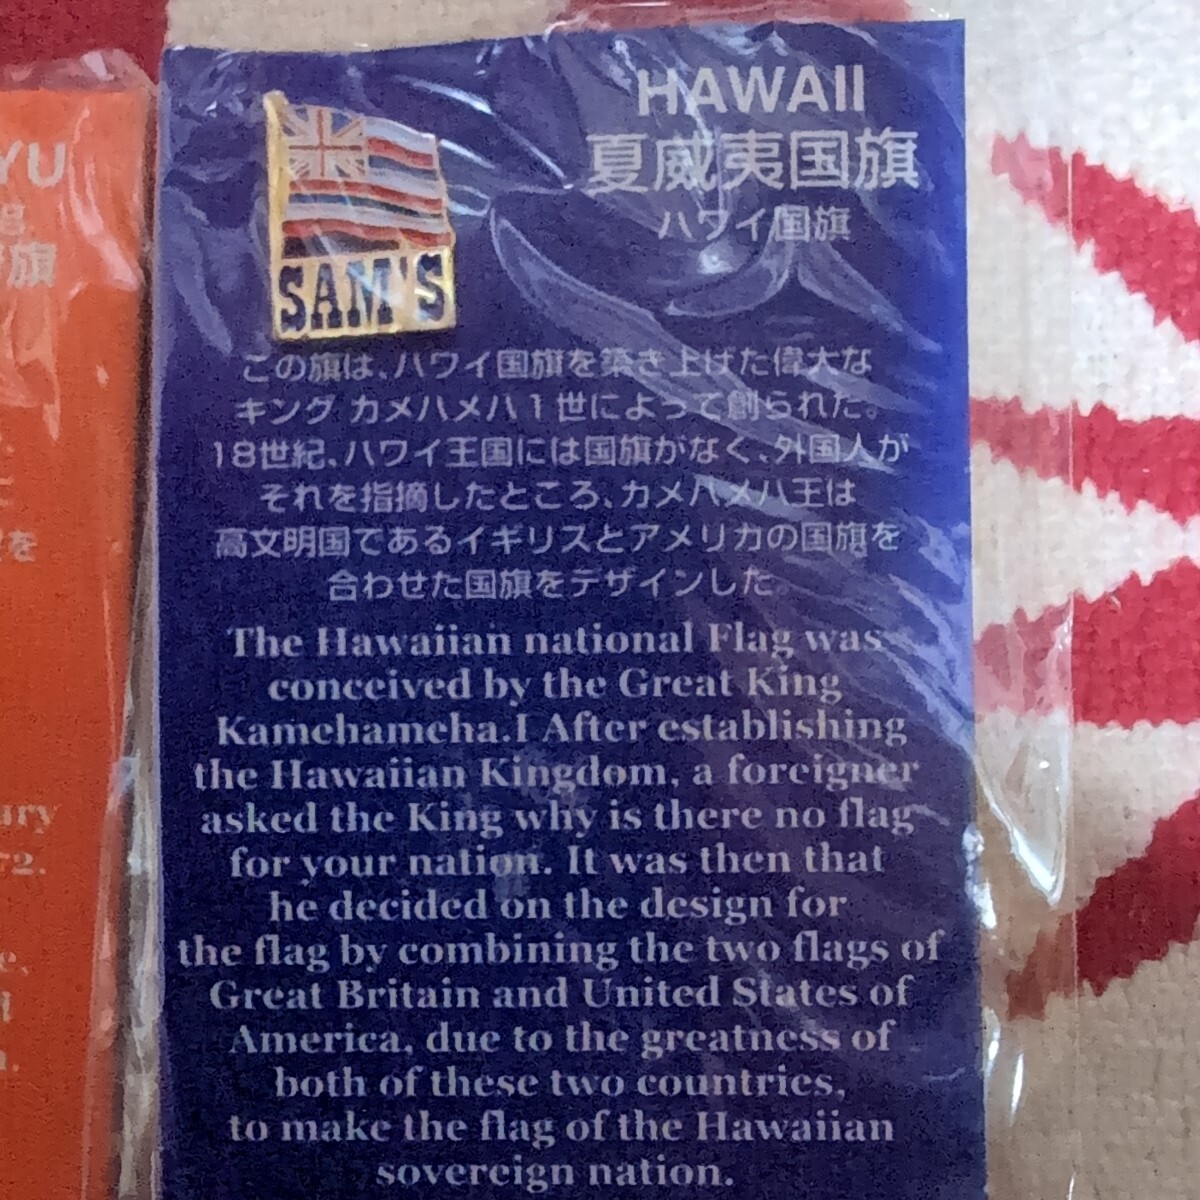 YU
旗
を
ury
72.
e,
HAWAII
夏威夷国旗
ハワイ国旗
SAM'S
この旗は、ハワイ国旗を築き上げた偉大な
キング カメハメハ1世によって創られた。
18世紀、ハワイ王国には国旗がなく、外国人が
それを指摘したところ、カメハメハ王は
高文明国であるイギリスとアメリカの国旗を
合わせた国旗をデザインした。
The Hawaiian national Flag was
conceived by the Great King
Kamehameha.I After establishing
the Hawaiian Kingdom, a foreigner
asked the King why is there no flag
for your nation. It was then that
he decided on the design for
the flag by combining the two flags of
Great Britain and United States of
America, due to the greatness of
both of these two countries,
to make the flag of the Hawaiian
sovereign nation.